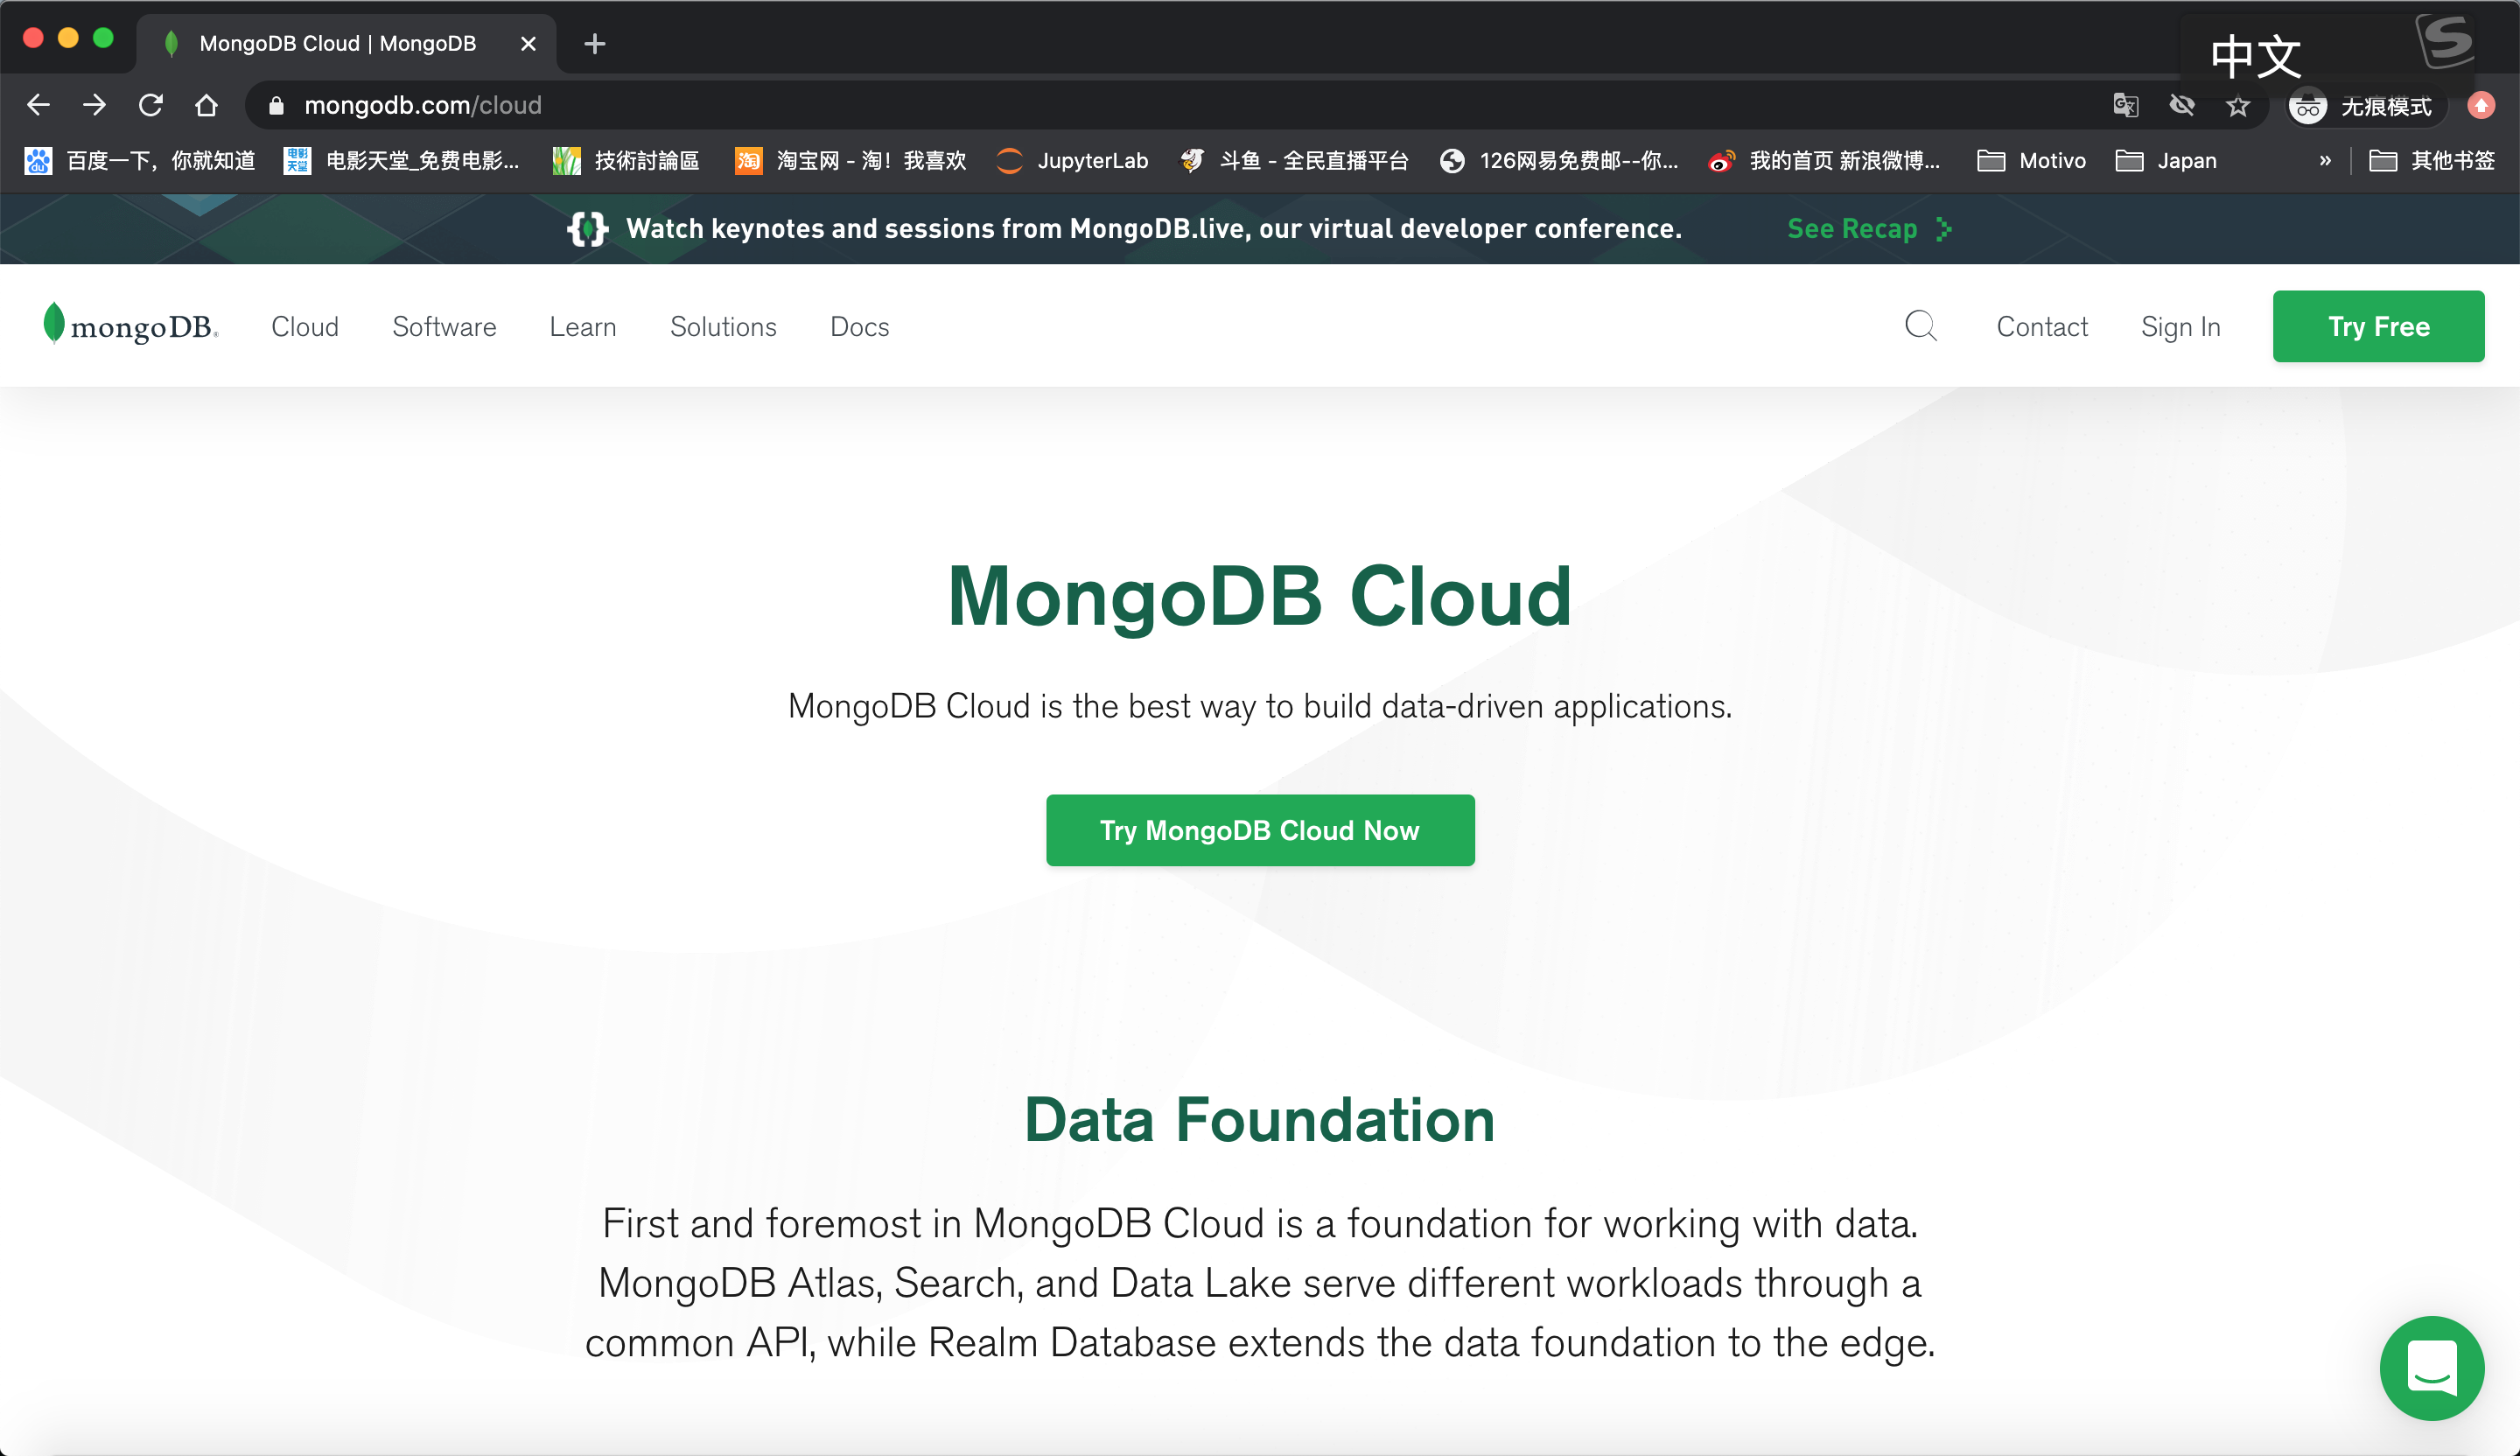 MongoDB Cloud | MongoDB
中文
mongodb.com/cloud
无痕模式
百度一下，你就知道
电影天堂
电影天堂_免费电影...
技術討論區
淘
淘宝网 - 淘！我喜欢
JupyterLab
斗鱼 - 全民直播平台
126网易免费邮--你...
我的首页 新浪微博...
Motivo
Japan
»
其他书签
Watch keynotes and sessions from MongoDB.live, our virtual developer conference.
See Recap
mongoDB®
Cloud
Software
Learn
Solutions
Docs
Contact
Sign In
Try Free
MongoDB Cloud
MongoDB Cloud is the best way to build data-driven applications.
Try MongoDB Cloud Now
Data Foundation
First and foremost in MongoDB Cloud is a foundation for working with data.
MongoDB Atlas, Search, and Data Lake serve different workloads through a
common API, while Realm Database extends the data foundation to the edge.